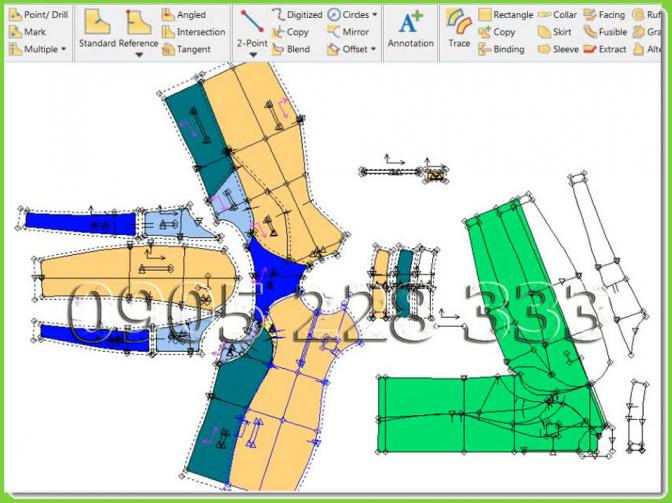 Point/ Drill
Mark
Multiple
Standard Reference
Angled
Intersection
Tangent
2-Point
Digitized
Copy
Blend
Circles
Mirror
Offset
Annotation
Trace
Rectangle
Copy
Binding
Collar
Skirt
Sleeve
Facing
Fusible
Extract
Ruf
Gra
Alte
0905 228 333